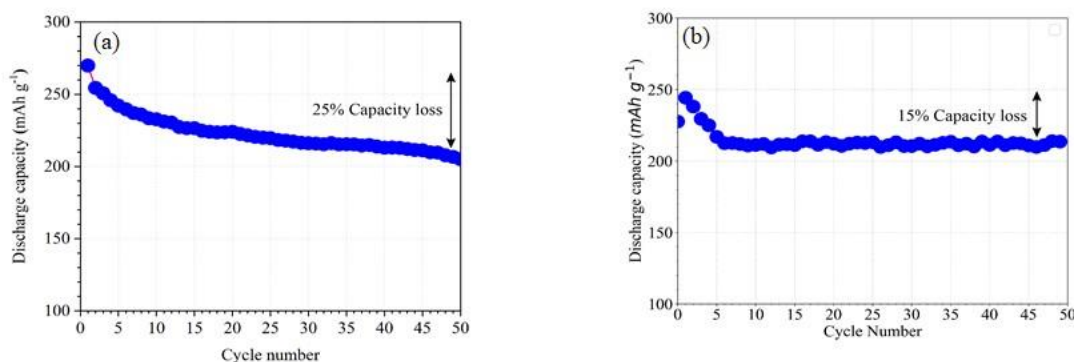 (a)
300
250
200
150
100
Discharge capacity (mAh g⁻¹)
25% Capacity loss
0 5 10 15 20 25 30 35 40 45 50
Cycle number
(b)
300
250
200
150
100
Discharge capacity (mAh g⁻¹)
15% Capacity loss
0 5 10 15 20 25 30 35 40 45 50
Cycle Number